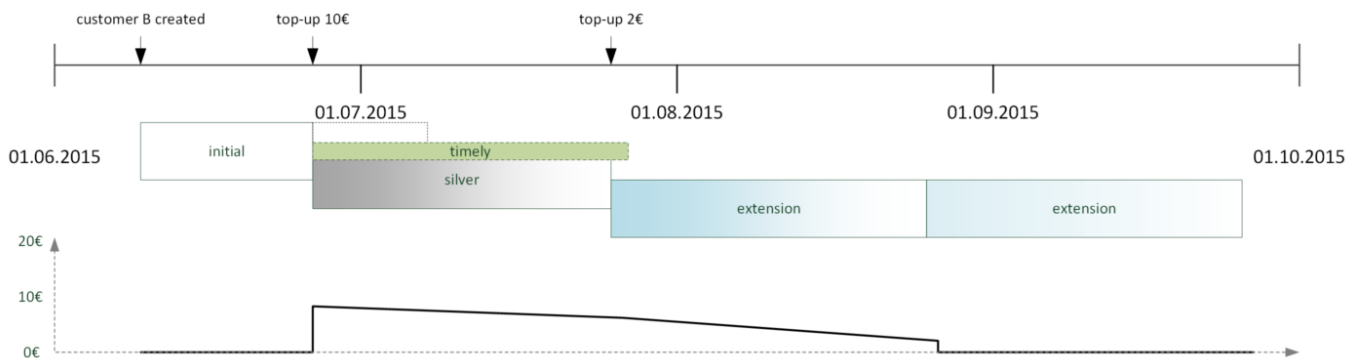 customer B created
top-up 10€
top-up 2€
01.07.2015
01.08.2015
01.09.2015
01.06.2015
initial
timely
01.10.2015
silver
extension
extension
20€
10€
0€